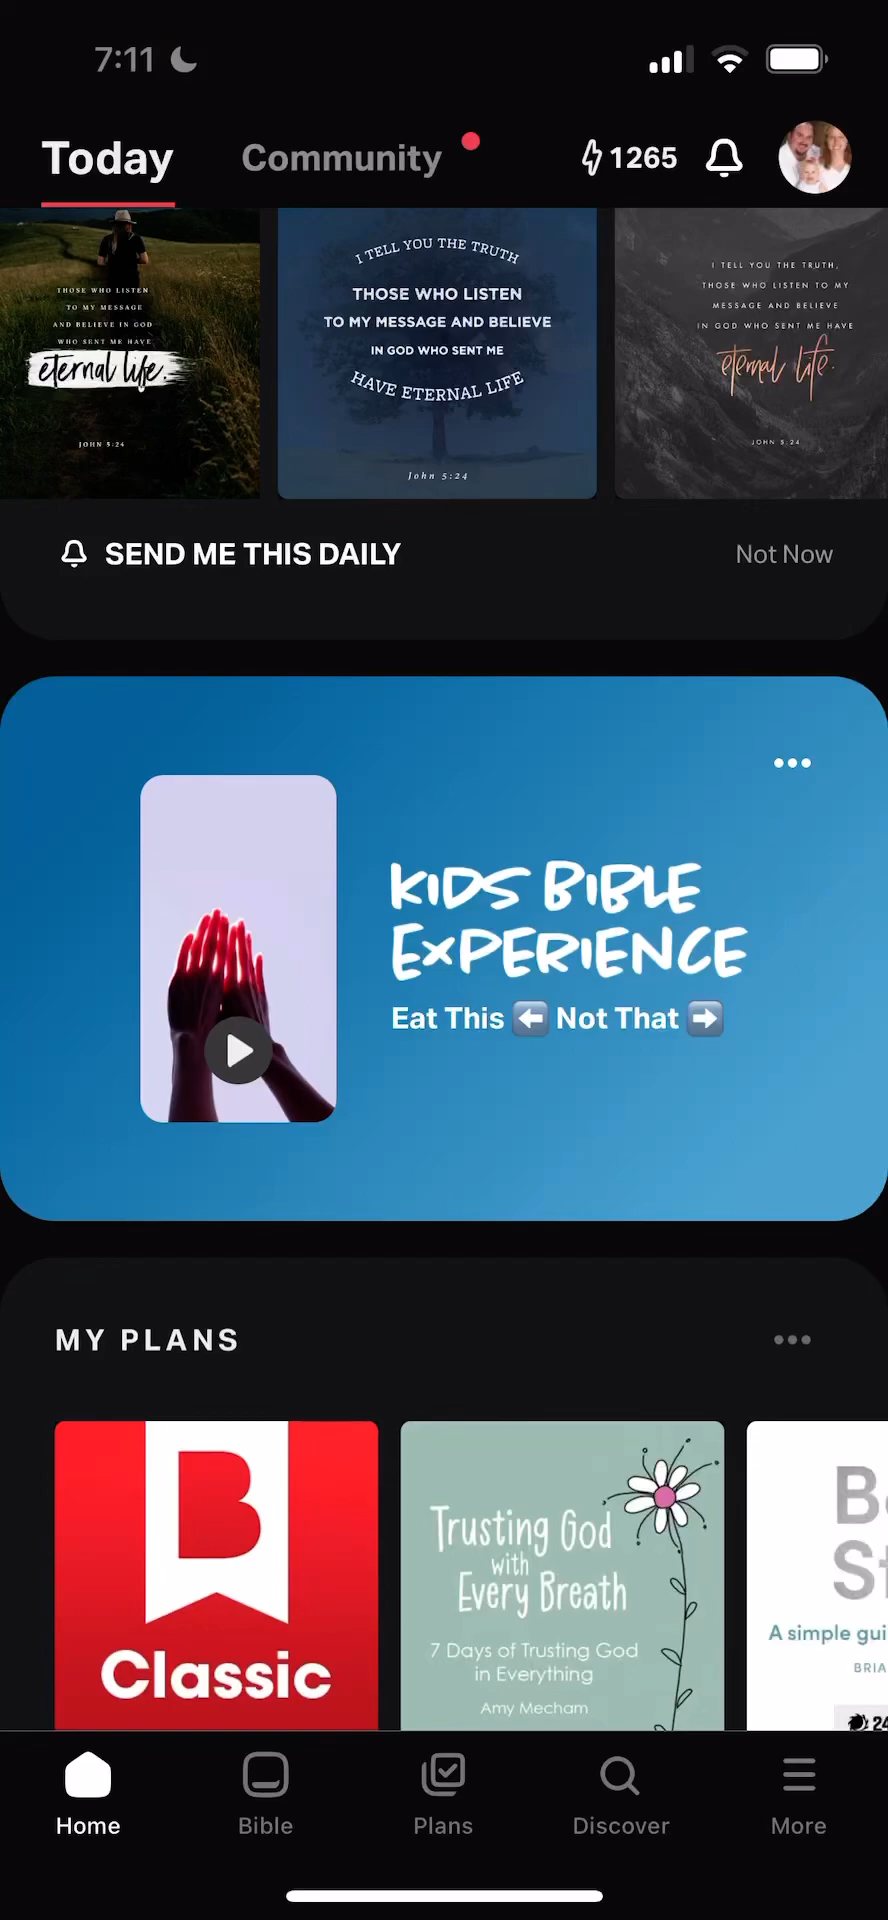 7:11
Today
Community
1265
THOSE WHO LISTEN
TO MY MESSAGE
AND BELIEVE IN GOD
WHO SENT ME HAVE
eternal life.
JOHN 5:24
I TELL YOU THE TRUTH
THOSE WHO LISTEN
TO MY MESSAGE AND BELIEVE
IN GOD WHO SENT ME
HAVE ETERNAL LIFE
John 5:24
I TELL YOU THE TRUTH,
THOSE WHO LISTEN TO MY
MESSAGE AND BELIEVE
IN GOD WHO SENT ME HAVE
eternal life.
JOHN 5:24
SEND ME THIS DAILY
Not Now
KIDS BIBLE
EXPERIENCE
Eat This ⬅️ Not That ➡️
MY PLANS
B
Classic
Trusting God
with
Every Breath
7 Days of Trusting God
in Everything
Amy Mecham
A simple gui
BRIA
24
Home
Bible
Plans
Discover
More